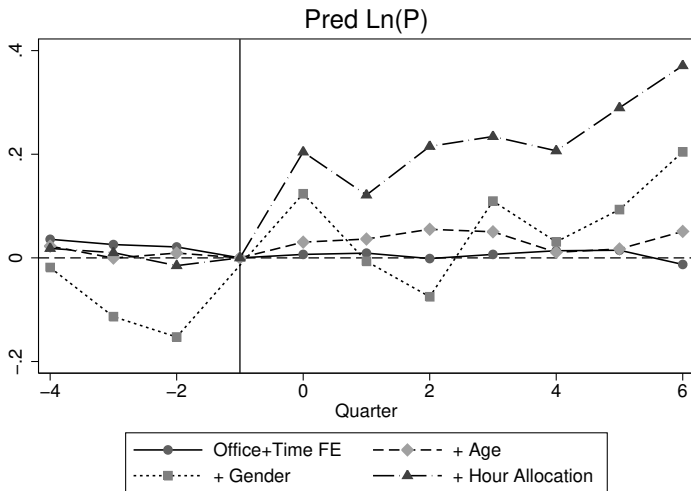 Pred Ln(P)
.4
.2
0
-.2
-4
-2
0
2
4
6
Quarter
Office+Time FE
+ Age
+ Gender
+ Hour Allocation